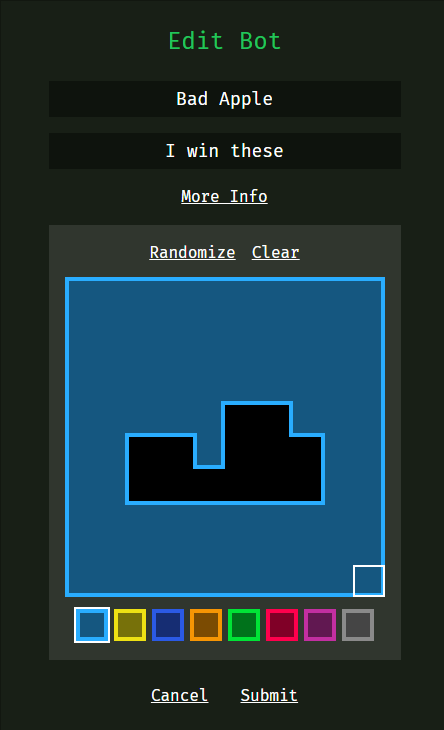 Edit Bot
Bad Apple
I win these
More Info
Randomize Clear
Cancel Submit